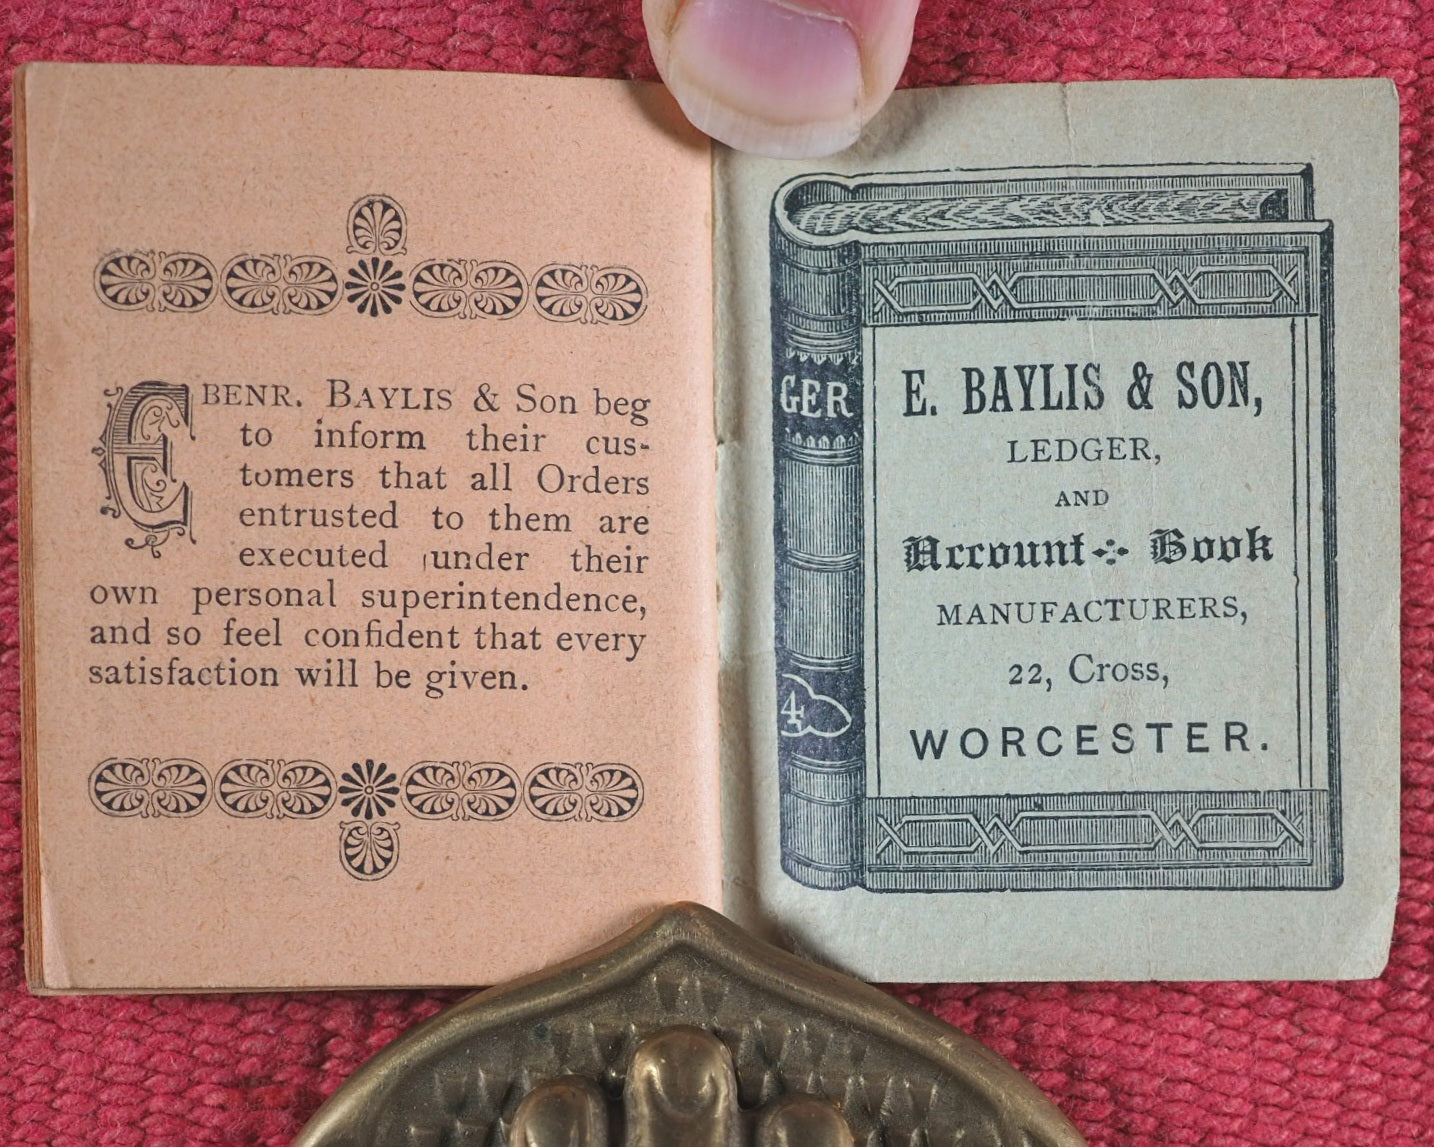 EBENR. BAYLIS & Son beg
to inform their cus-
tomers that all Orders
entrusted to them are
executed under their
own personal superintendence,
and so feel confident that every
satisfaction will be given.
GER
4
E. BAYLIS & SON,
LEDGER,
AND
Account Book
MANUFACTURERS,
22, Cross,
WORCESTER.